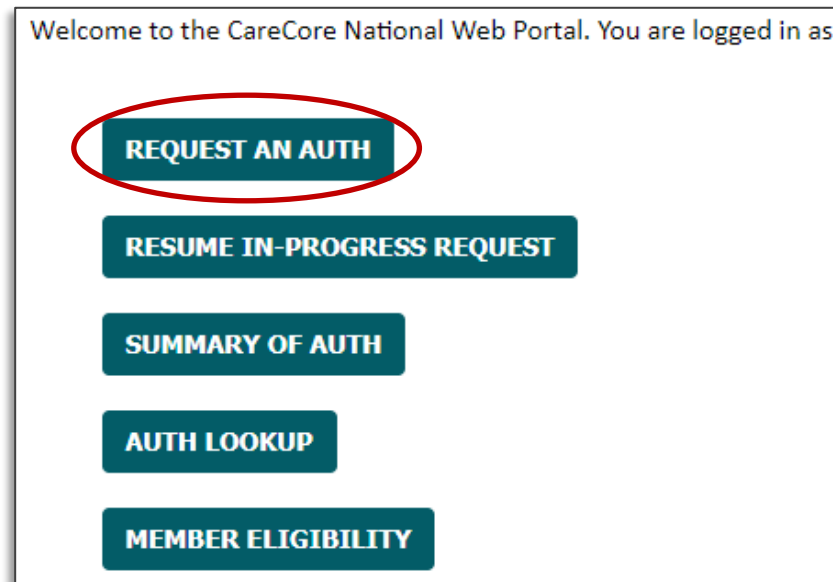 Welcome to the CareCore National Web Portal. You are logged in as
REQUEST AN AUTH
RESUME IN-PROGRESS REQUEST
SUMMARY OF AUTH
AUTH LOOKUP
MEMBER ELIGIBILITY